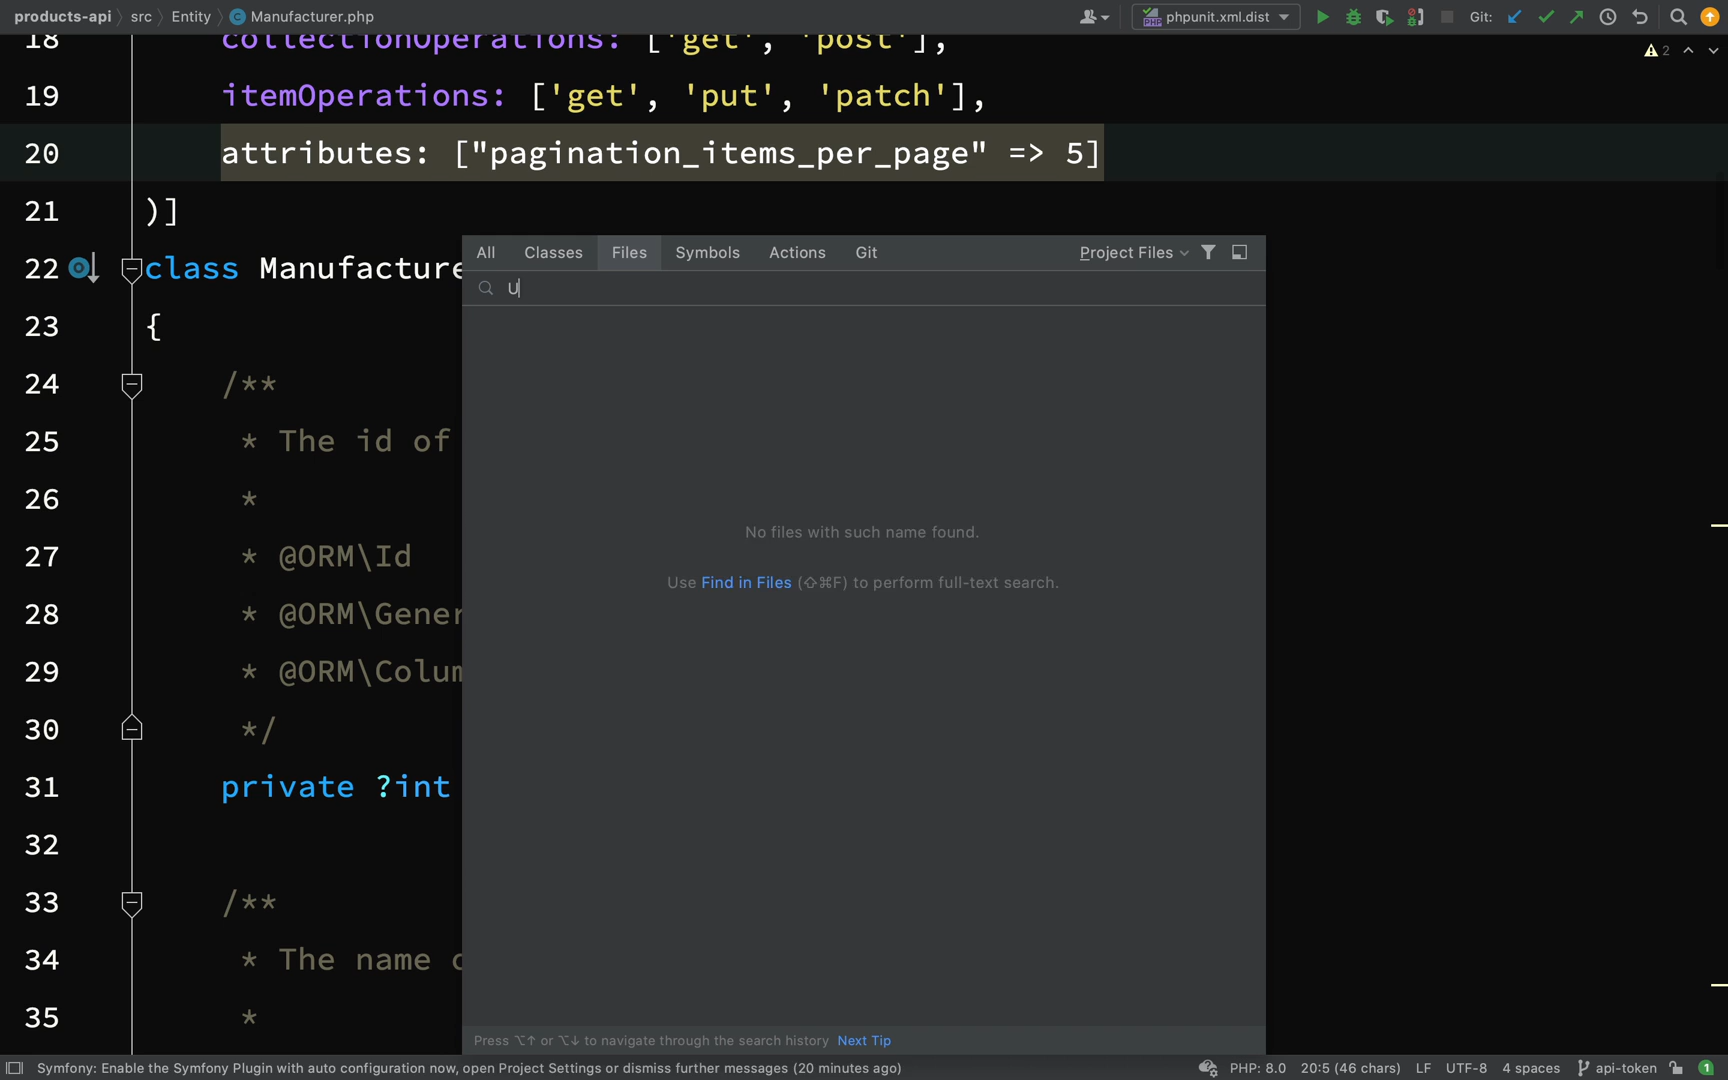 products-api src Entity Manufacturer.php phpunit.xml.dist Git:
18 collectionOperations: ['get', 'post'],
2
19 itemOperations: ['get', 'put', 'patch'],
20 attributes: ["pagination_items_per_page" => 5]
21 )]
All Classes Files Symbols Actions Git Project Files
22 class Manufacture
U
23 {
24 /**
25 * The id of
26 *
No files with such name found.
27 * @ORM\Id
Use Find in Files (⇧⌘F) to perform full-text search.
28 * @ORM\Gener
29 * @ORM\Colum
30 */
31 private ?int
32
33 /**
34 * The name
35 *
Press ⌥↑ or ⌥↓ to navigate through the search history Next Tip
Symfony: Enable the Symfony Plugin with auto configuration now, open Project Settings or dismiss further messages (20 minutes ago) PHP: 8.0 20:5 (46 chars) LF UTF-8 4 spaces api-token 1